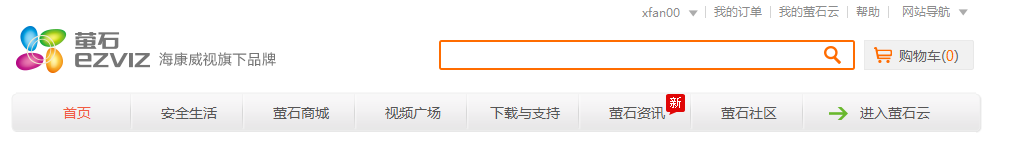 xfan00 我的订单 我的萤石云 帮助 网站导航
萤石
ezviz 海康威视旗下品牌
购物车(0)
首页 安全生活 萤石商城 视频广场 下载与支持 萤石资讯 新 萤石社区 进入萤石云